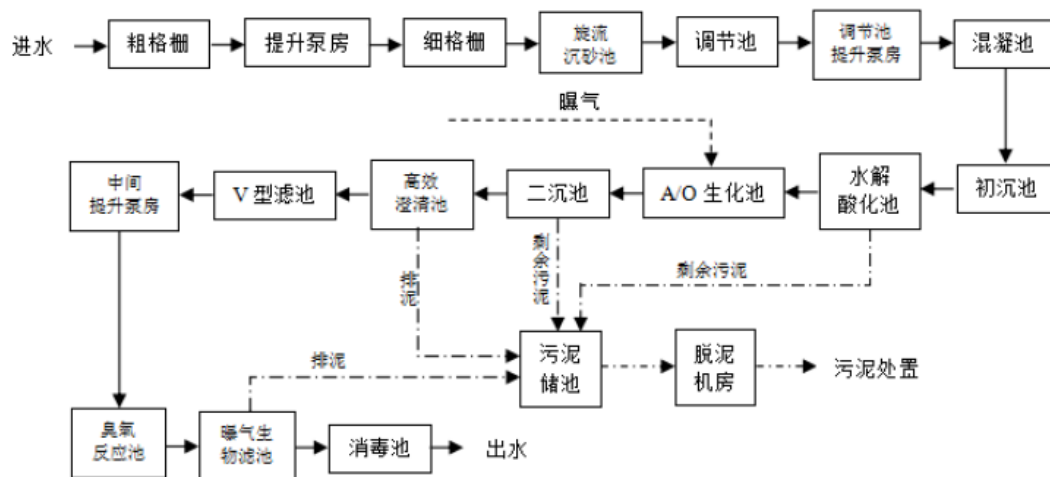 进水
粗格栅
提升泵房
细格栅
旋流
沉砂池
调节池
调节池
提升泵房
混凝池
曝气
中间
提升泵房
V 型滤池
高效
澄清池
二沉池
A/O 生化池
水解
酸化池
初沉池
排泥
剩余污泥
剩余污泥
排泥
污泥
储池
脱泥
机房
污泥处置
臭氧
反应池
曝气生
物滤池
消毒池
出水